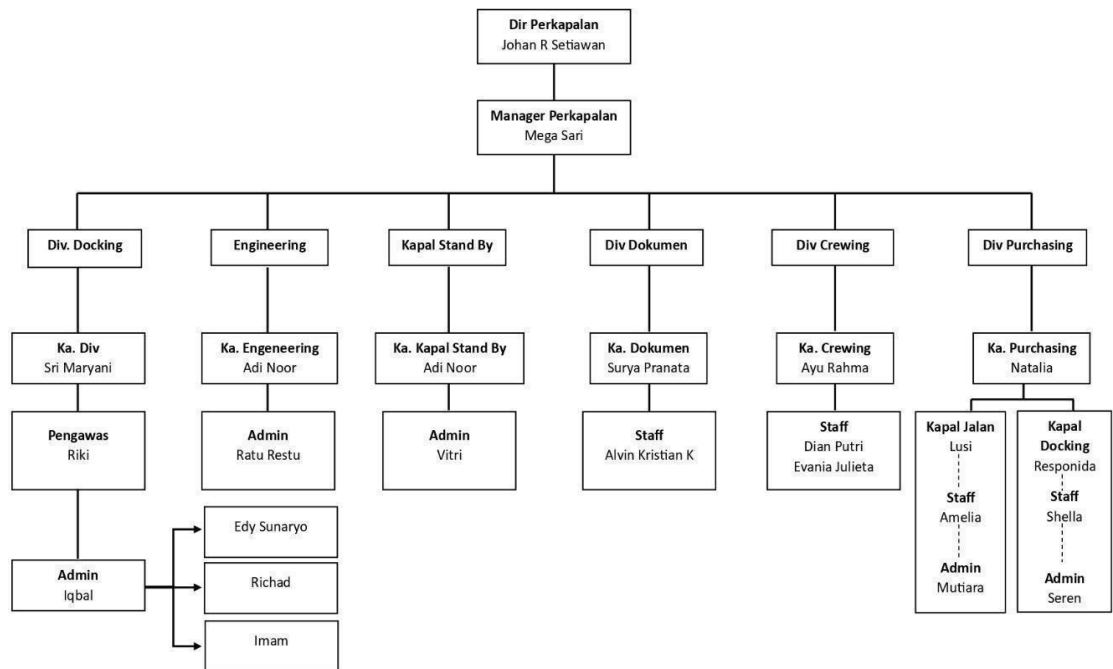 Dir Perkapalan
Johan R Setiawan
Manager Perkapalan
Mega Sari
Div. Docking
Engineering
Kapal Stand By
Div Dokumen
Div Crewing
Div Purchasing
Ka. Div
Sri Maryani
Ka. Engeneering
Adi Noor
Ka. Kapal Stand By
Adi Noor
Ka. Dokumen
Surya Pranata
Ka. Crewing
Ayu Rahma
Ka. Purchasing
Natalia
Pengawas
Riki
Admin
Ratu Restu
Admin
Vitri
Staff
Alvin Kristian K
Staff
Dian Putri
Evania Julieta
Kapal Jalan
Lusi
Staff
Amelia
Admin
Mutiara
Kapal
Docking
Responida
Staff
Shella
Admin
Seren
Admin
Iqbal
Edy Sunaryo
Richad
Imam